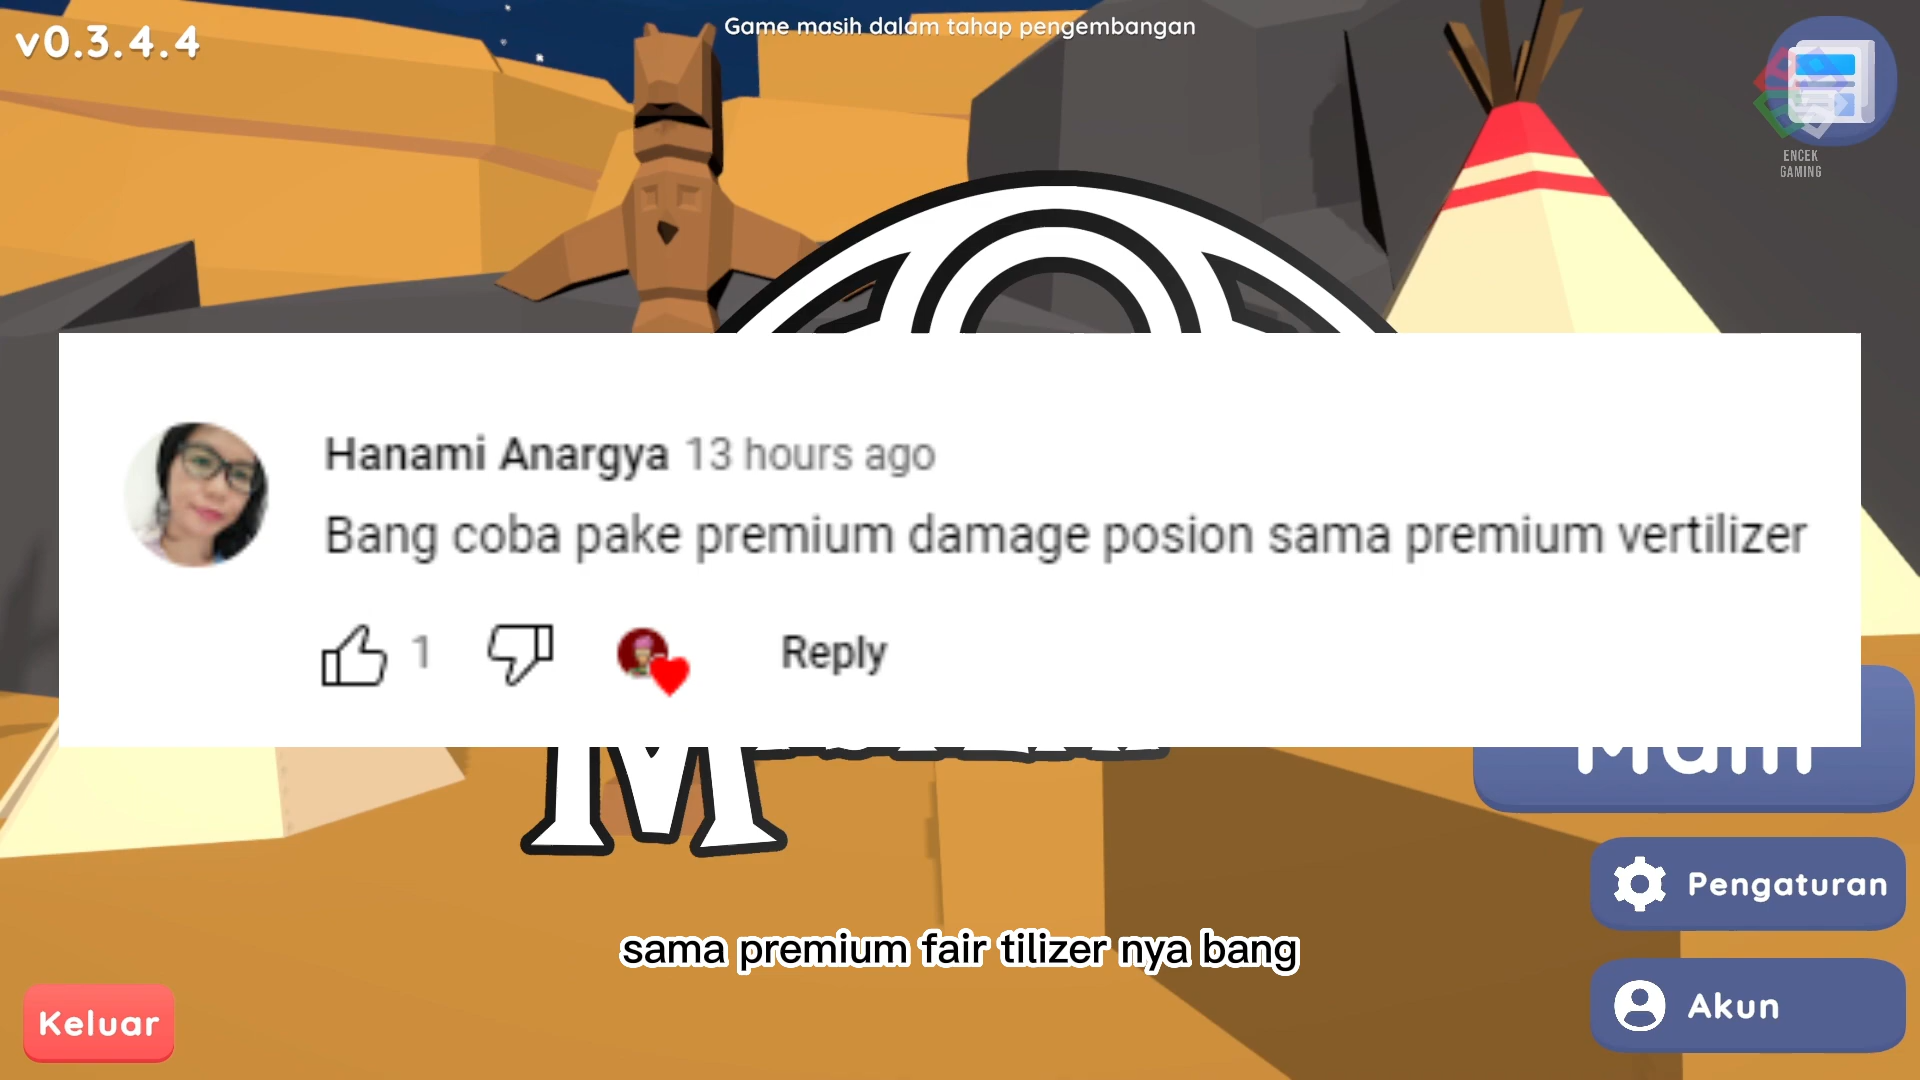 v0.3.4.4
Game masih dalam tahap pengembangan
ENCEK
GAMING
Hanami Anargya 13 hours ago
Bang coba pake premium damage posion sama premium vertilizer
1
Reply
Main
Pengaturan
sama premium fair tilizer nya bang
Akun
Keluar